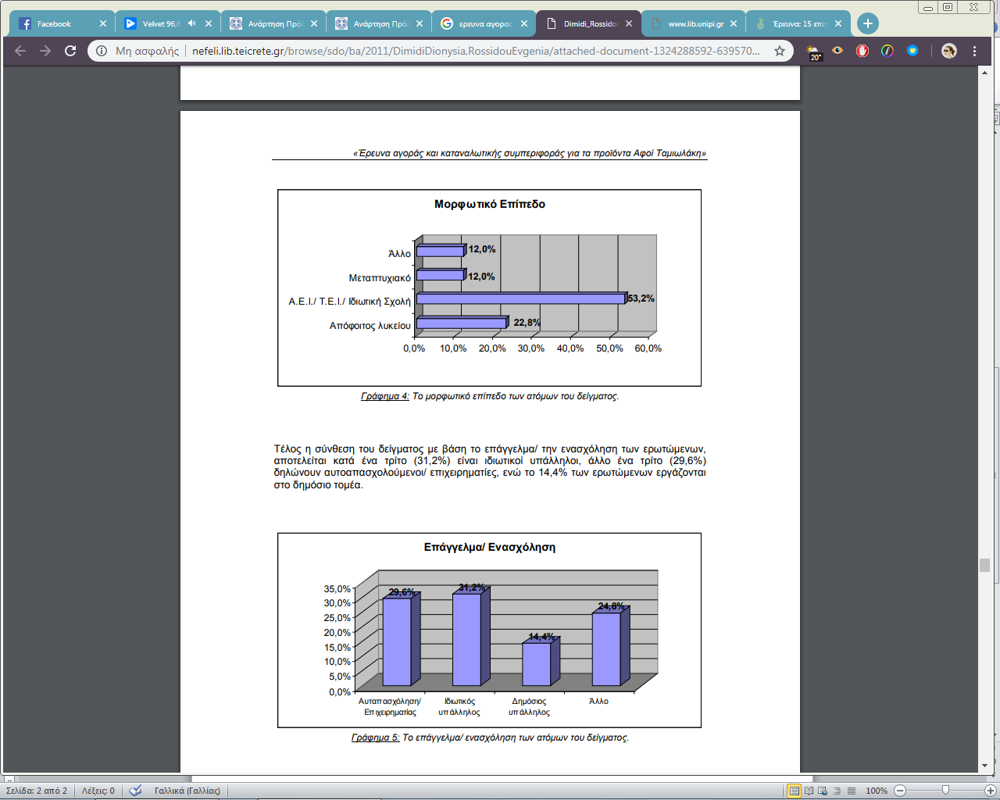 Facebook
Velvet 96,8
Ανάρτηση Πράξ
Ανάρτηση Πράξ
ερευνα αγορας
Dimidi_Rossido
www.lib.unipi.gr
Έρευνα: 15 επι
Μη ασφαλής | nefeli.lib.teicrete.gr/browse/sdo/ba/2011/DimidiDionysia,RossidouEvgenia/attached-document-1324288592-639570...
20°
«Έρευνα αγοράς και καταναλωτικής συμπεριφοράς για τα προϊόντα Αφοί Ταμιωλάκη»
Μορφωτικό Επίπεδο
Άλλο 12,0%
Μεταπτυχιακό 12,0%
Α.Ε.Ι./ Τ.Ε.Ι./ Ιδιωτική Σχολή 53,2%
Απόφοιτος λυκείου 22,8%
0,0% 10,0% 20,0% 30,0% 40,0% 50,0% 60,0%
Γράφημα 4: Το μορφωτικό επίπεδο των ατόμων του δείγματος.
Τέλος η σύνθεση του δείγματος με βάση το επάγγελμα/ την ενασχόληση των ερωτώμενων,
αποτελείται κατά ένα τρίτο (31,2%) είναι ιδιωτικοί υπάλληλοι, άλλο ένα τρίτο (29,6%)
δηλώνουν αυτοαπασχολούμενοι/ επιχειρηματίες, ενώ το 14,4% των ερωτώμενων εργάζονται
στο δημόσιο τομέα.
Επάγγελμα/ Ενασχόληση
35,0%
30,0%
25,0%
20,0%
15,0%
10,0%
5,0%
0,0%
29,6% 31,2% 14,4% 24,8%
Αυταπασχόληση/ Ιδιωτικός Δημόσιος Άλλο
Επιχειρηματίας υπάλληλος υπάλληλος
Γράφημα 5: Το επάγγελμα/ ενασχόληση των ατόμων του δείγματος.
Σελίδα: 2 από 2 Λέξεις: 0 Γαλλικά (Γαλλίας) 100%